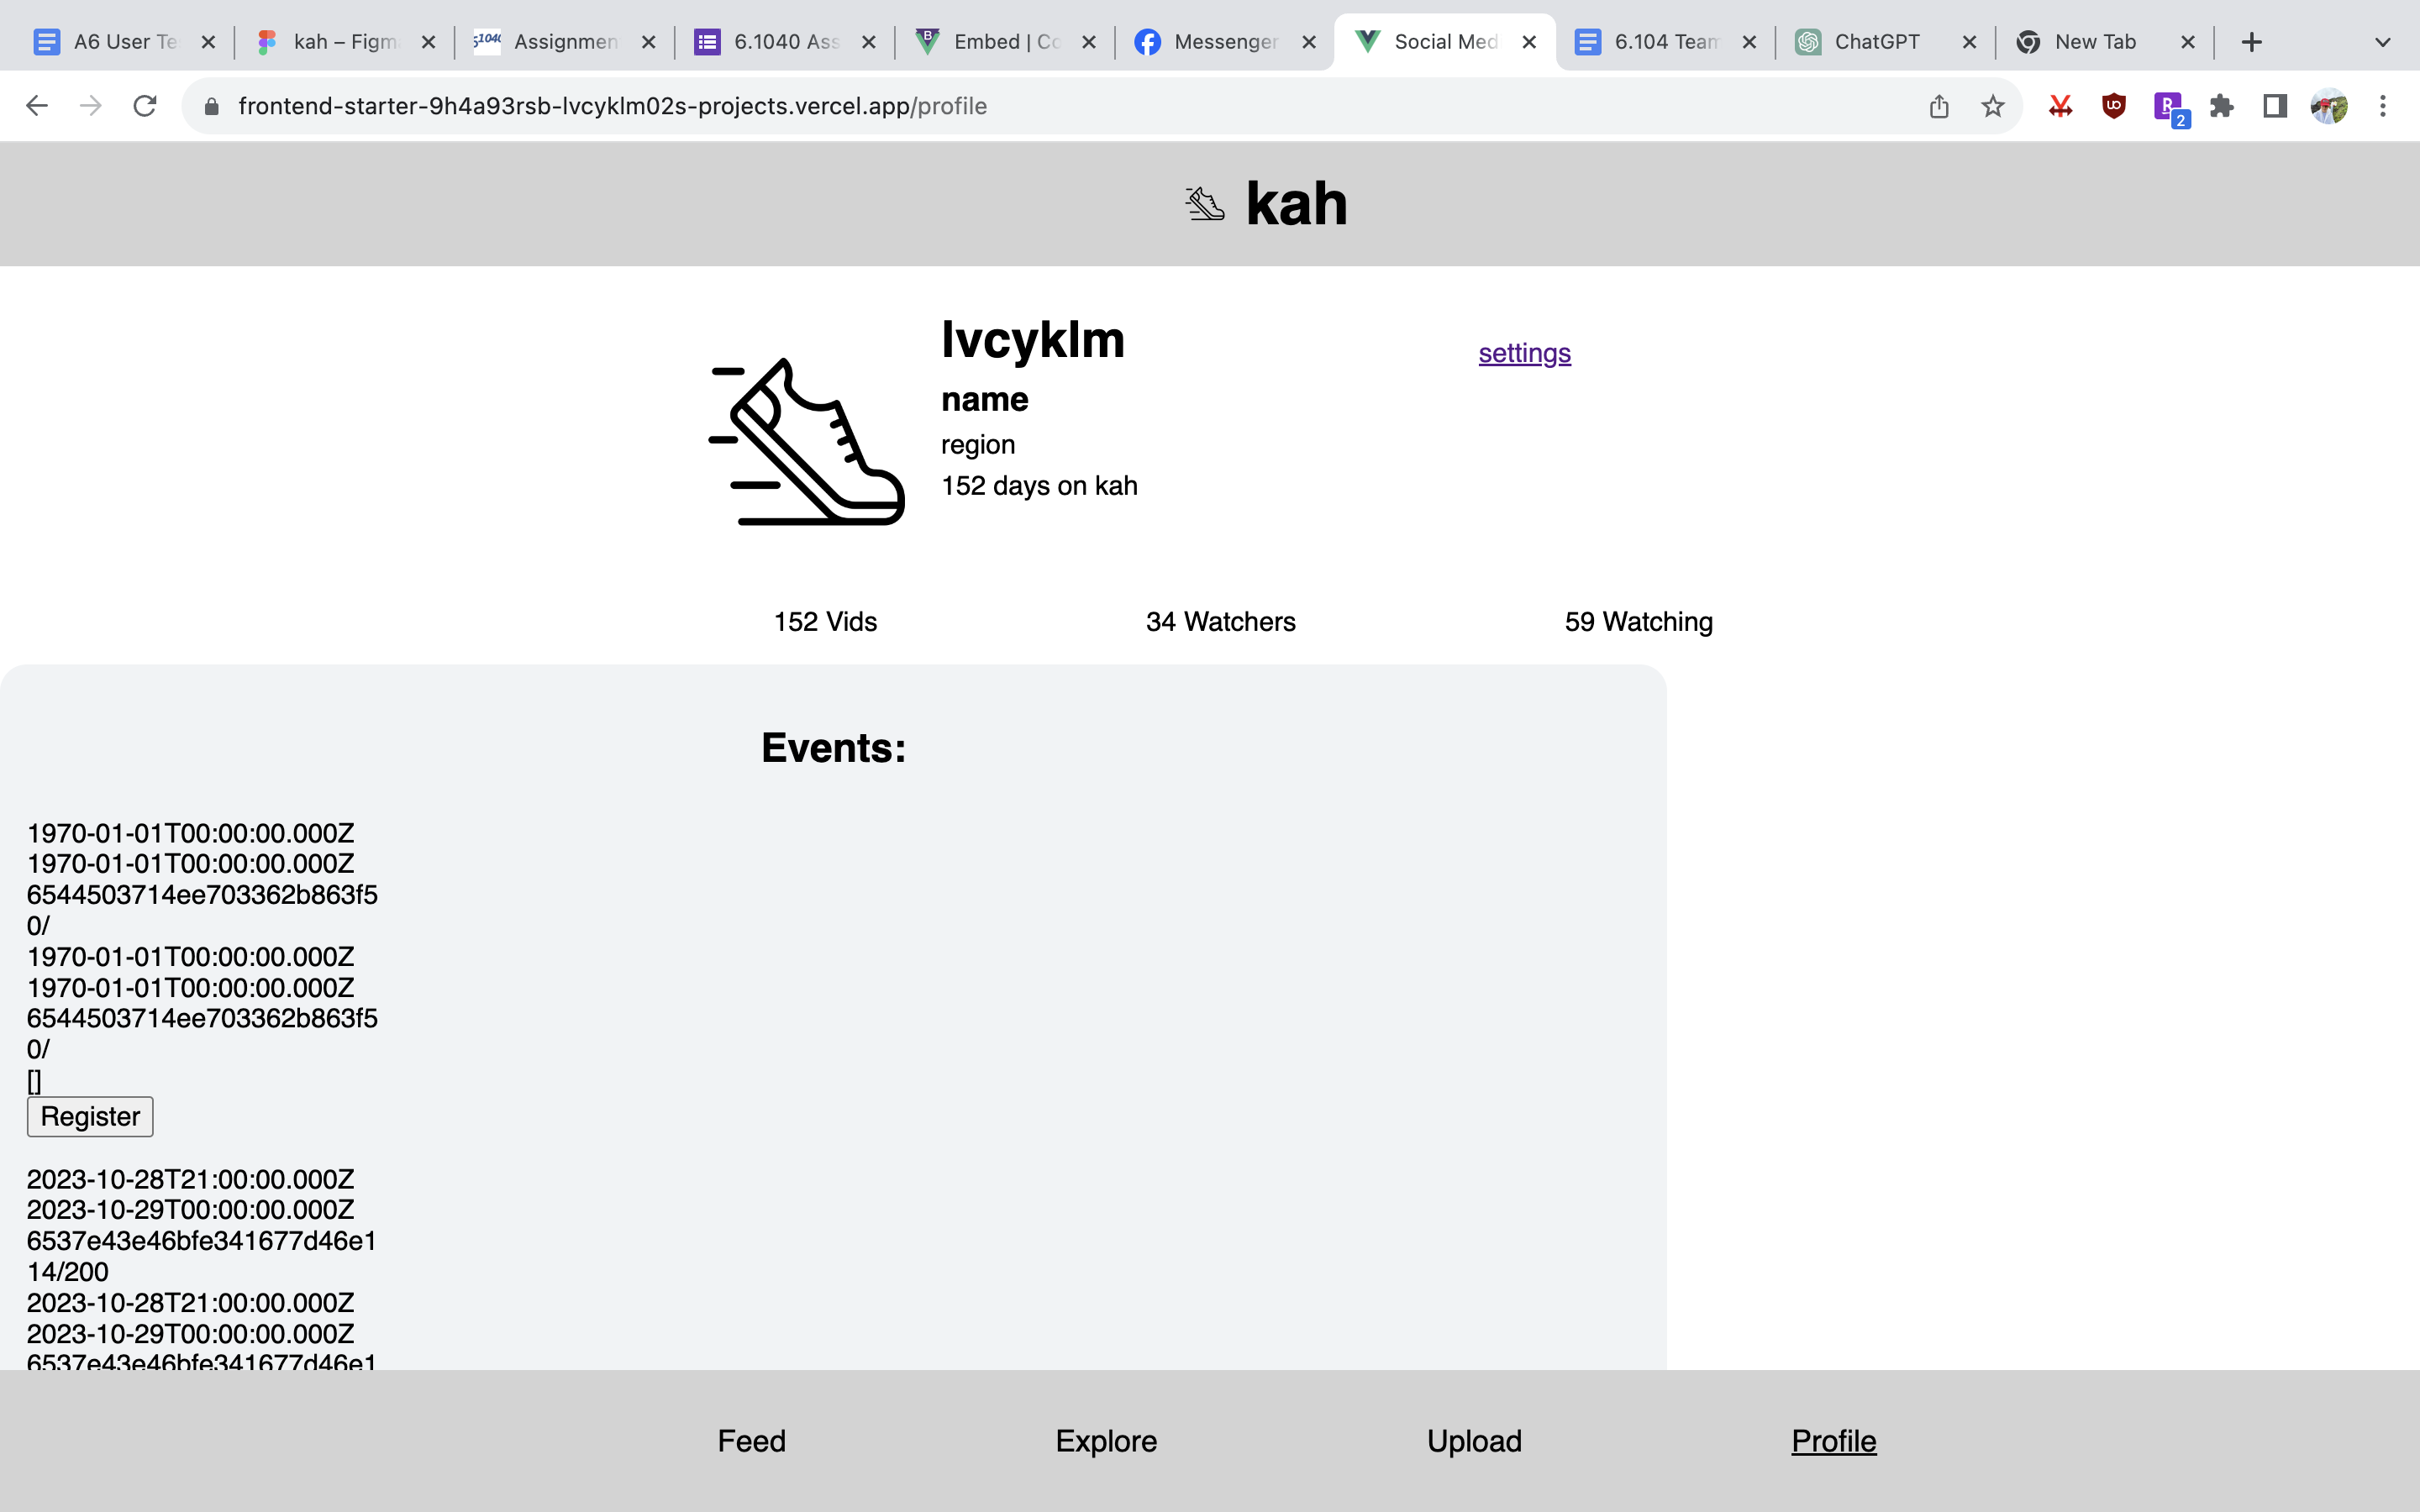 A6 User Te
kah – Figm
Assignmen
6.1040 Ass
Embed | Co
Messenger
Social Med
6.104 Team
ChatGPT
New Tab
frontend-starter-9h4a93rsb-lvcyklm02s-projects.vercel.app/profile
2
kah
lvcyklm
settings
name
region
152 days on kah
152 Vids
34 Watchers
59 Watching
Events:
1970-01-01T00:00:00.000Z
1970-01-01T00:00:00.000Z
6544503714ee703362b863f5
0/
1970-01-01T00:00:00.000Z
1970-01-01T00:00:00.000Z
6544503714ee703362b863f5
0/
[]
Register
2023-10-28T21:00:00.000Z
2023-10-29T00:00:00.000Z
6537e43e46bfe341677d46e1
14/200
2023-10-28T21:00:00.000Z
2023-10-29T00:00:00.000Z
6537e43e46bfe341677d46e1
Feed
Explore
Upload
Profile